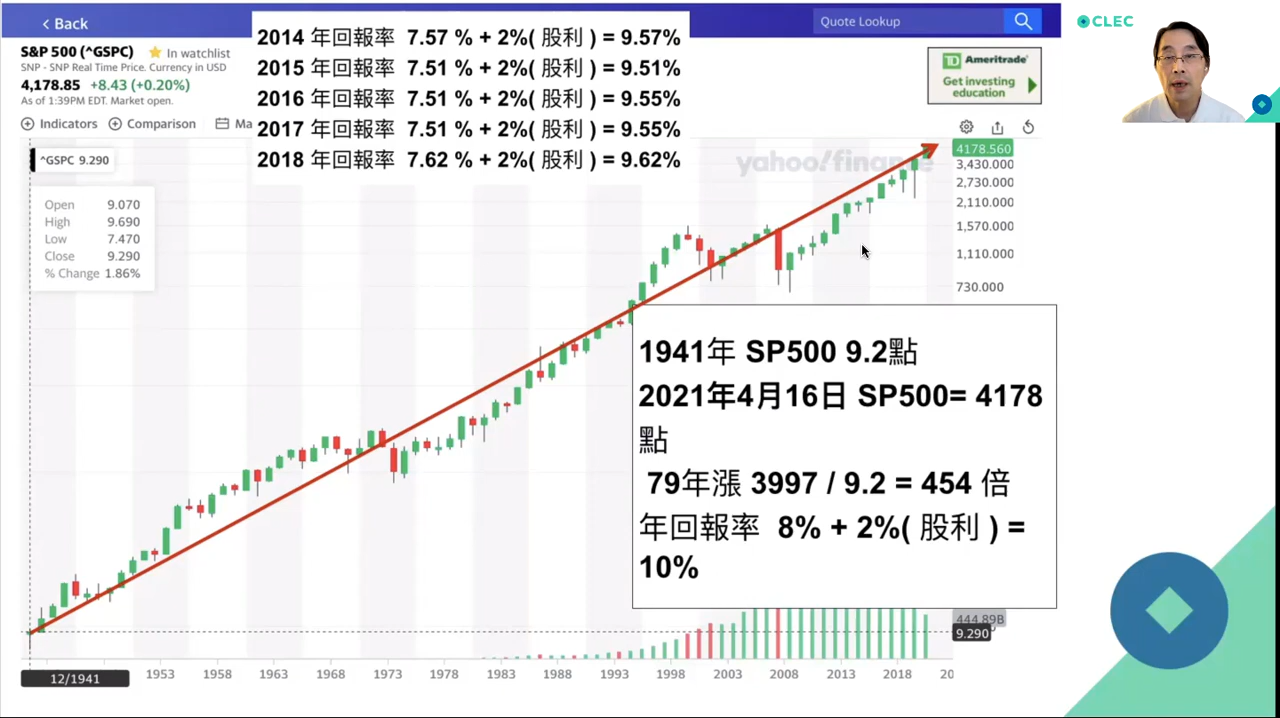 Back
Quote Lookup
CLEC
2014 年回報率 7.57 % + 2%( 股利 ) = 9.57%
2015 年回報率 7.51 % + 2%( 股利 ) = 9.51%
2016 年回報率 7.51 % + 2%( 股利 ) = 9.55%
2017 年回報率 7.51 % + 2%( 股利 ) = 9.55%
2018 年回報率 7.62 % + 2%( 股利 ) = 9.62%
S&P 500 (^GSPC) In watchlist
SNP - SNP Real Time Price. Currency in USD
4,178.85 +8.43 (+0.20%)
As of 1:39PM EDT. Market open.
TD Ameritrade
Get investing
education
Indicators Comparison Ma
^GSPC 9.290
yahoo!finance
Open 9.070
High 9.690
Low 7.470
Close 9.290
% Change 1.86%
4178.560
3,430.000
2,730.000
2,110.000
1,570.000
1,110.000
730.000
1941年 SP500 9.2點
2021年4月16日 SP500= 4178
點
79年漲 3997 / 9.2 = 454 倍
年回報率 8% + 2%( 股利 ) =
10%
444.89B
9.290
12/1941 1953 1958 1963 1968 1973 1978 1983 1988 1993 1998 2003 2008 2013 2018 20